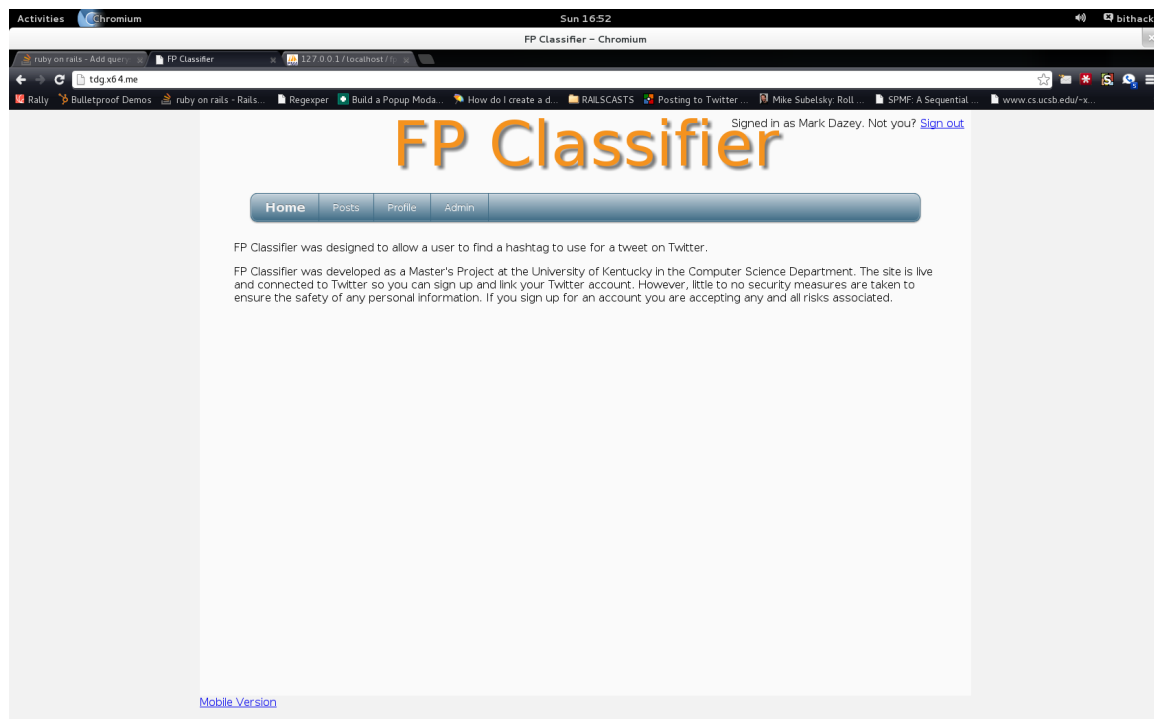 Activities Chromium Sun 16:52 bithack
FP Classifier - Chromium
ruby on rails - Add query FP Classifier 127.0.0.1 / localhost /
tdg.x64.me
Rally Bulletproof Demos ruby on rails - Rails... Regexper Build a Popup Moda... How do I create a d... RAILSCASTS Posting to Twitter ... Mike Subelsky: Roll ... SPMF: A Sequential ... www.cs.ucsb.edu/~x...
Signed in as Mark Dazey. Not you? Sign out
FP Classifier
Home Posts Profile Admin
FP Classifier was designed to allow a user to find a hashtag to use for a tweet on Twitter.
FP Classifier was developed as a Master's Project at the University of Kentucky in the Computer Science Department. The site is live
and connected to Twitter so you can sign up and link your Twitter account. However, little to no security measures are taken to
ensure the safety of any personal information. If you sign up for an account you are accepting any and all risks associated.
Mobile Version